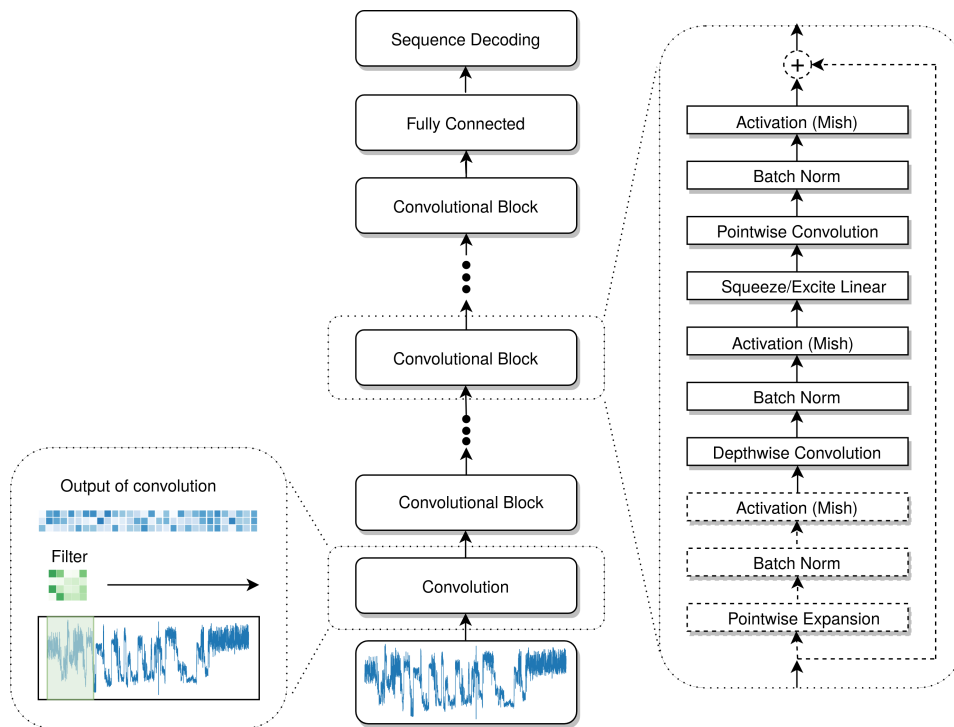 Sequence Decoding
Fully Connected
Convolutional Block
Convolutional Block
Convolutional Block
Convolution
Output of convolution
Filter
+
Activation (Mish)
Batch Norm
Pointwise Convolution
Squeeze/Excite Linear
Activation (Mish)
Batch Norm
Depthwise Convolution
Activation (Mish)
Batch Norm
Pointwise Expansion